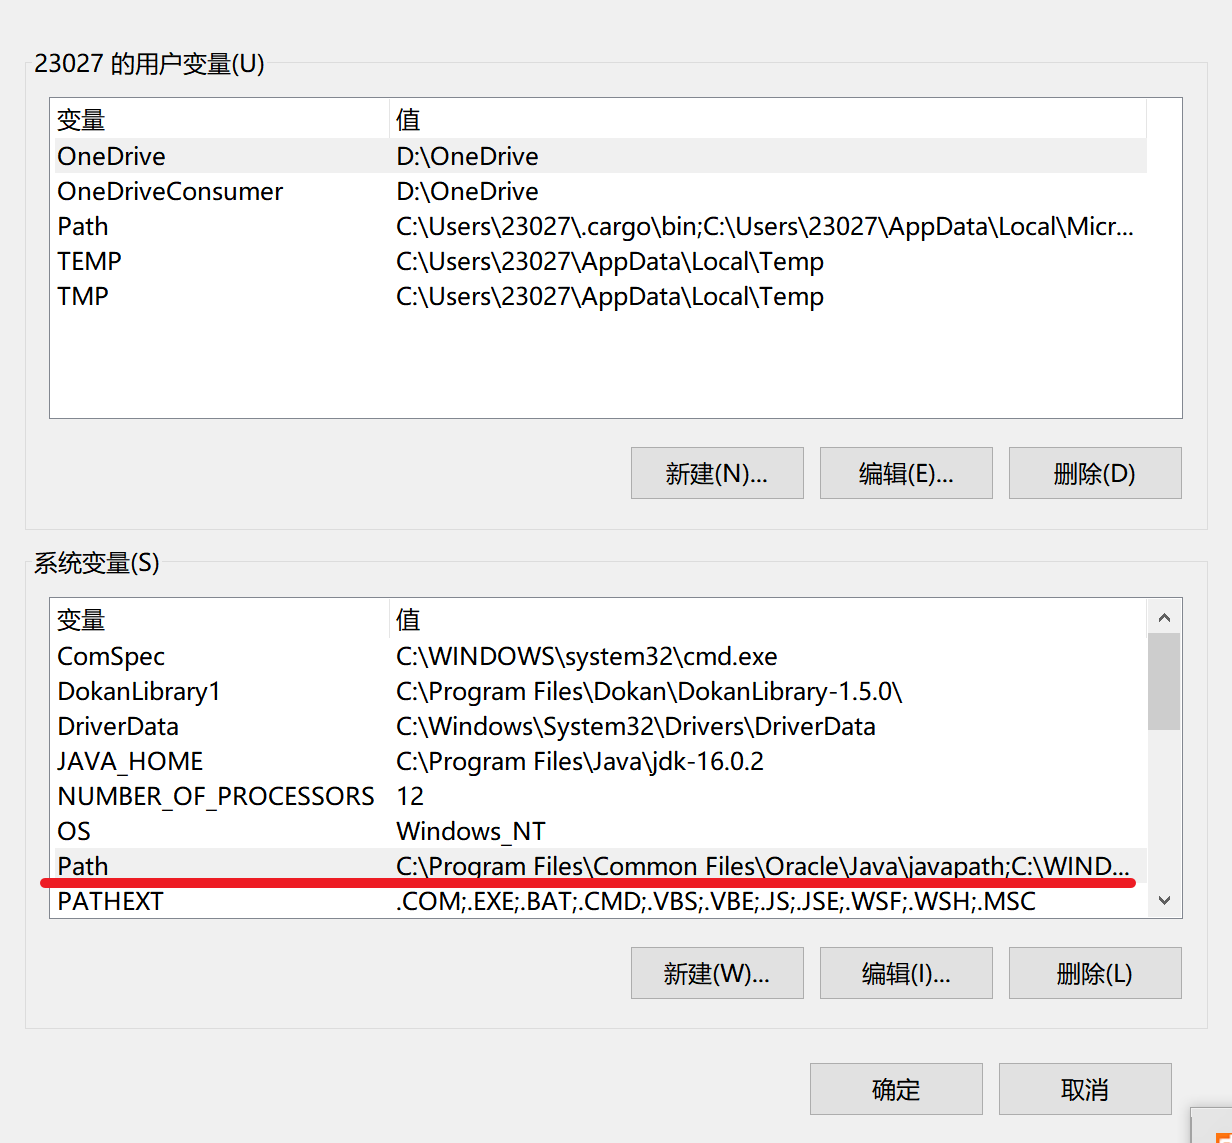 23027 的用户变量(U)
变量 值
OneDrive D:\OneDrive
OneDriveConsumer D:\OneDrive
Path C:\Users\23027\.cargo\bin;C:\Users\23027\AppData\Local\Micr...
TEMP C:\Users\23027\AppData\Local\Temp
TMP C:\Users\23027\AppData\Local\Temp
新建(N)... 编辑(E)... 删除(D)
系统变量(S)
变量 值
ComSpec C:\WINDOWS\system32\cmd.exe
DokanLibrary1 C:\Program Files\Dokan\DokanLibrary-1.5.0\
DriverData C:\Windows\System32\Drivers\DriverData
JAVA_HOME C:\Program Files\Java\jdk-16.0.2
NUMBER_OF_PROCESSORS 12
OS Windows_NT
Path C:\Program Files\Common Files\Oracle\Java\javapath;C:\WIND...
PATHEXT .COM;.EXE;.BAT;.CMD;.VBS;.VBE;.JS;.JSE;.WSF;.WSH;.MSC
新建(W)... 编辑(I)... 删除(L)
确定 取消